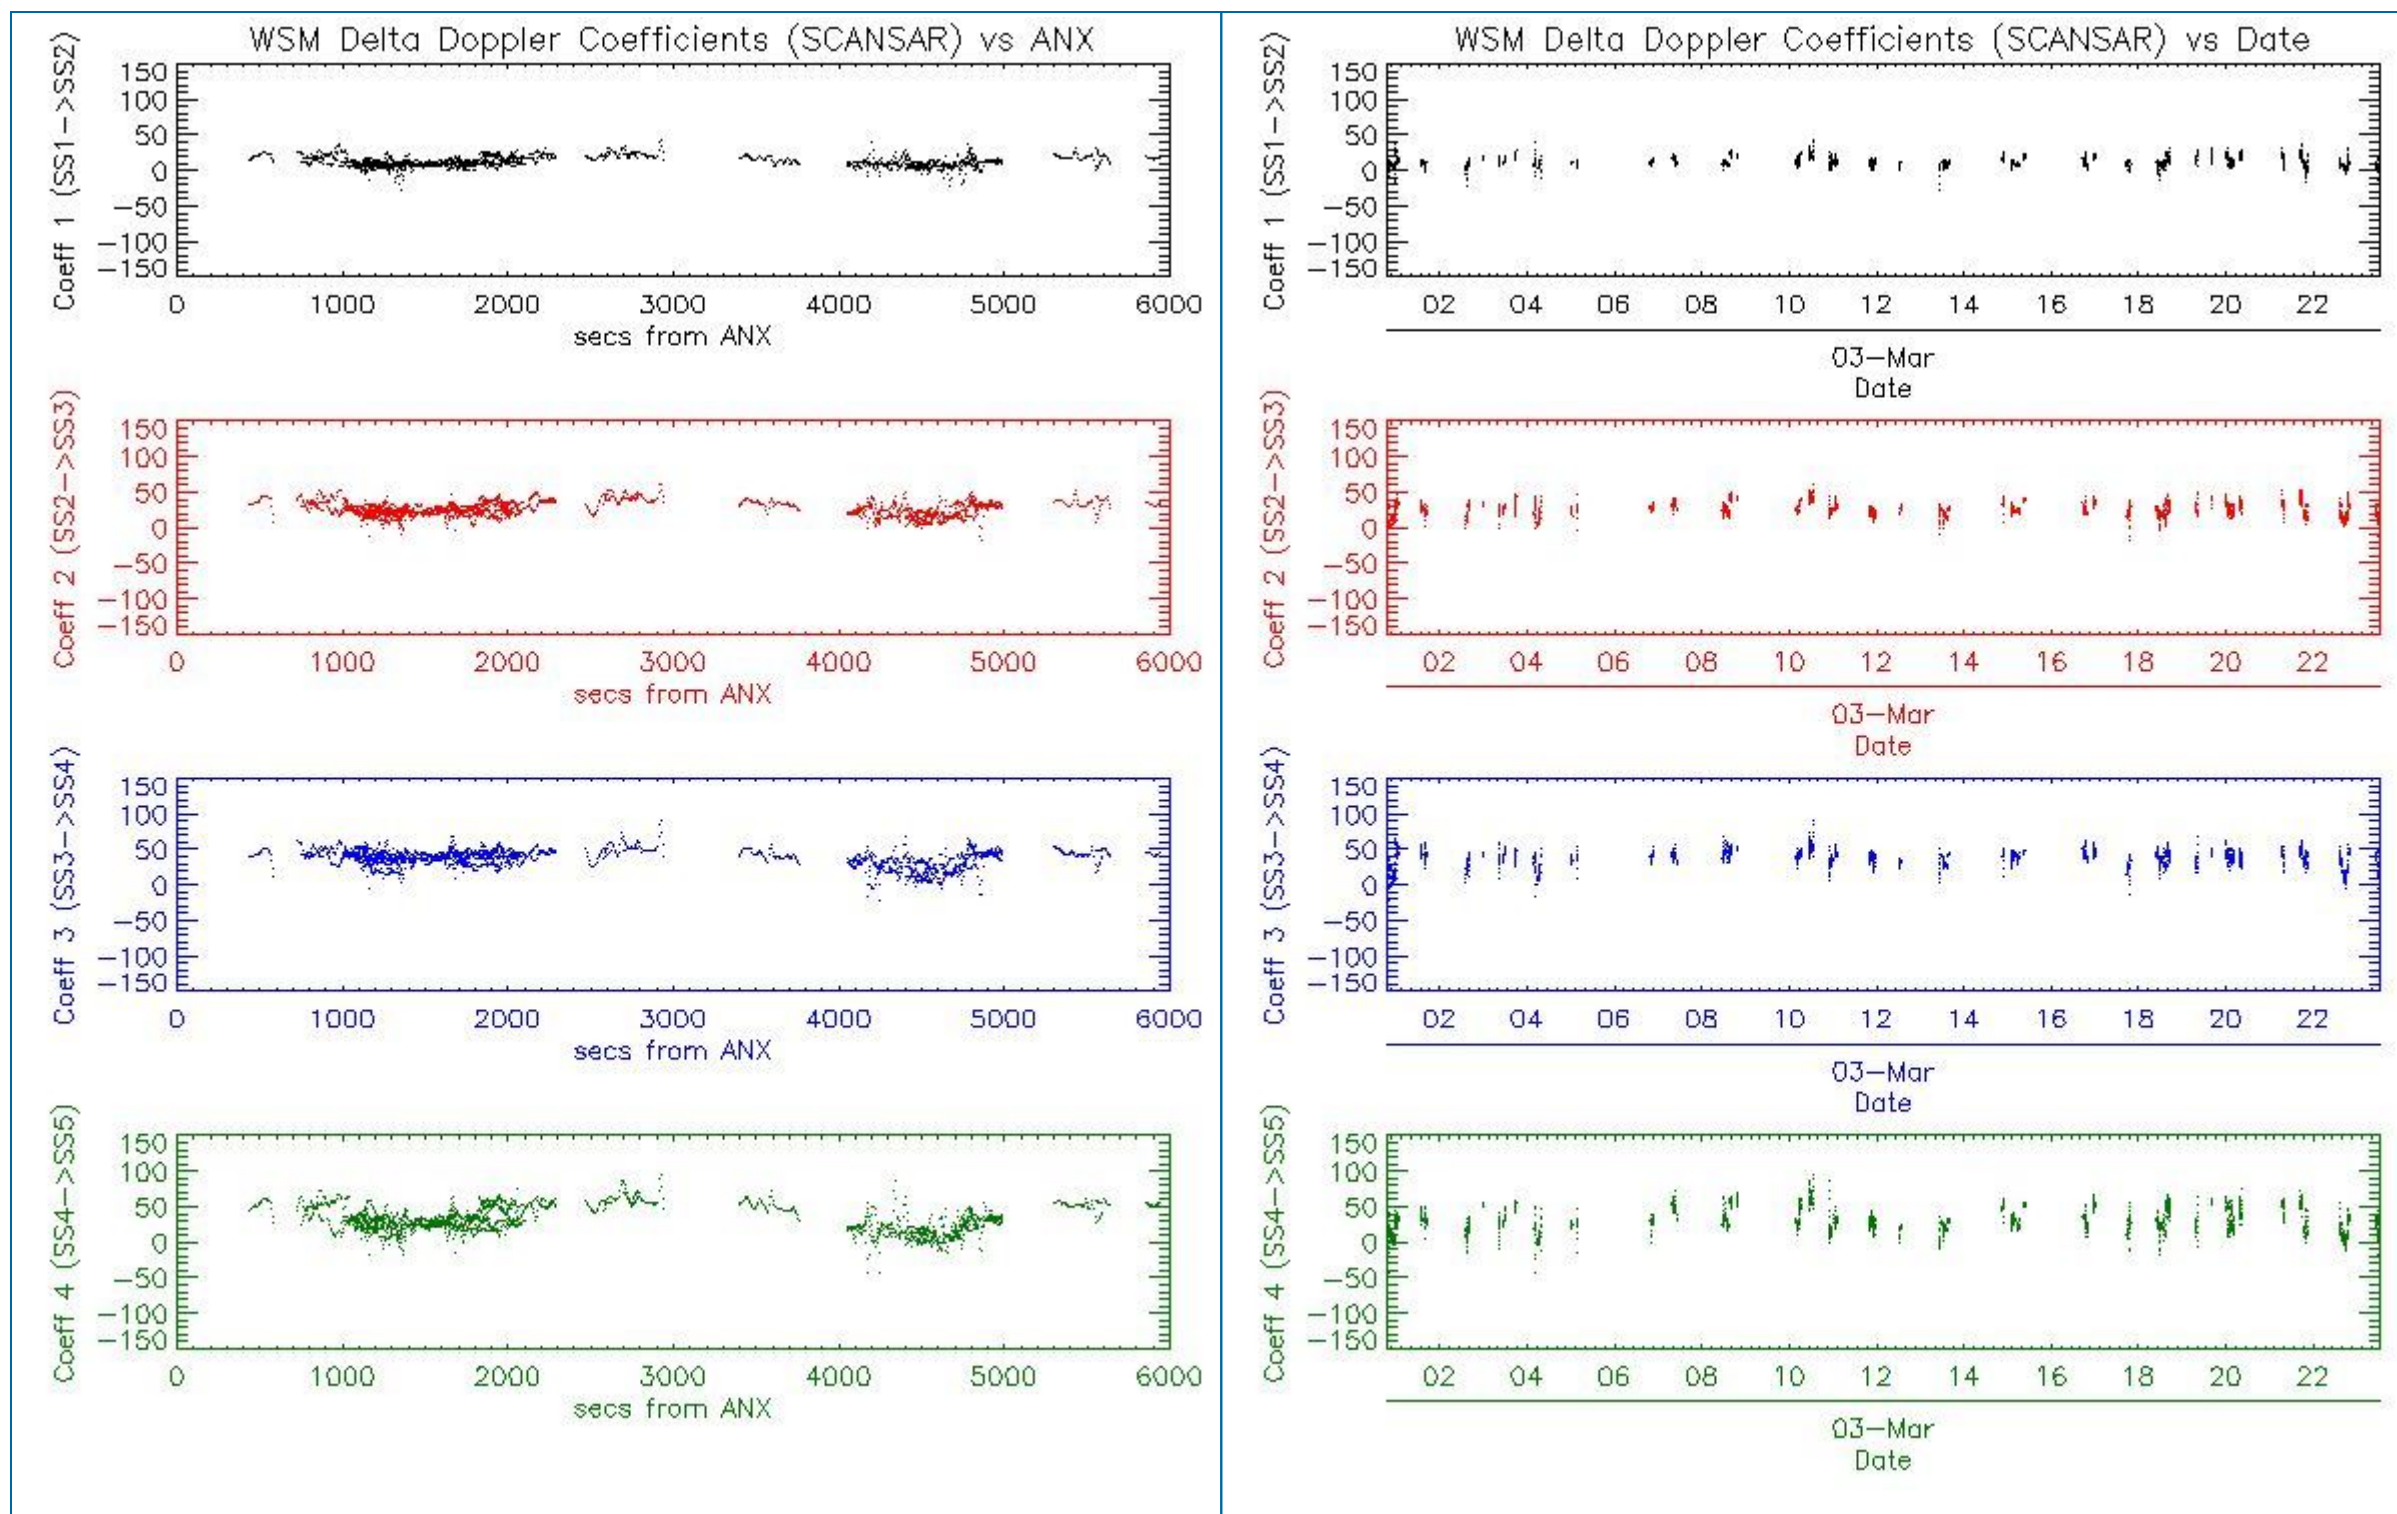 WSM Delta Doppler Coefficients (SCANSAR) vs ANX
Coeff 1 (SS1->SS2)
150
100
50
0
-50
-100
-150
0 1000 2000 3000 4000 5000 6000
secs from ANX
Coeff 2 (SS2->SS3)
150
100
50
0
-50
-100
-150
0 1000 2000 3000 4000 5000 6000
secs from ANX
Coeff 3 (SS3->SS4)
150
100
50
0
-50
-100
-150
0 1000 2000 3000 4000 5000 6000
secs from ANX
Coeff 4 (SS4->SS5)
150
100
50
0
-50
-100
-150
0 1000 2000 3000 4000 5000 6000
secs from ANX
WSM Delta Doppler Coefficients (SCANSAR) vs Date
Coeff 1 (SS1->SS2)
150
100
50
0
-50
-100
-150
02 04 06 08 10 12 14 16 18 20 22
03-Mar
Date
Coeff 2 (SS2->SS3)
150
100
50
0
-50
-100
-150
02 04 06 08 10 12 14 16 18 20 22
03-Mar
Date
Coeff 3 (SS3->SS4)
150
100
50
0
-50
-100
-150
02 04 06 08 10 12 14 16 18 20 22
03-Mar
Date
Coeff 4 (SS4->SS5)
150
100
50
0
-50
-100
-150
02 04 06 08 10 12 14 16 18 20 22
03-Mar
Date